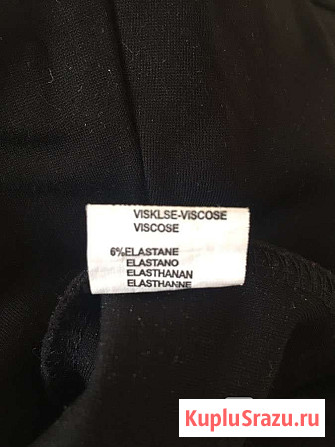 VISKLSE-VISCOSE
VISCOSE
6%ELASTANE
ELASTANO
ELASTHANAN
ELASTHANNE
KupluSrazu.ru